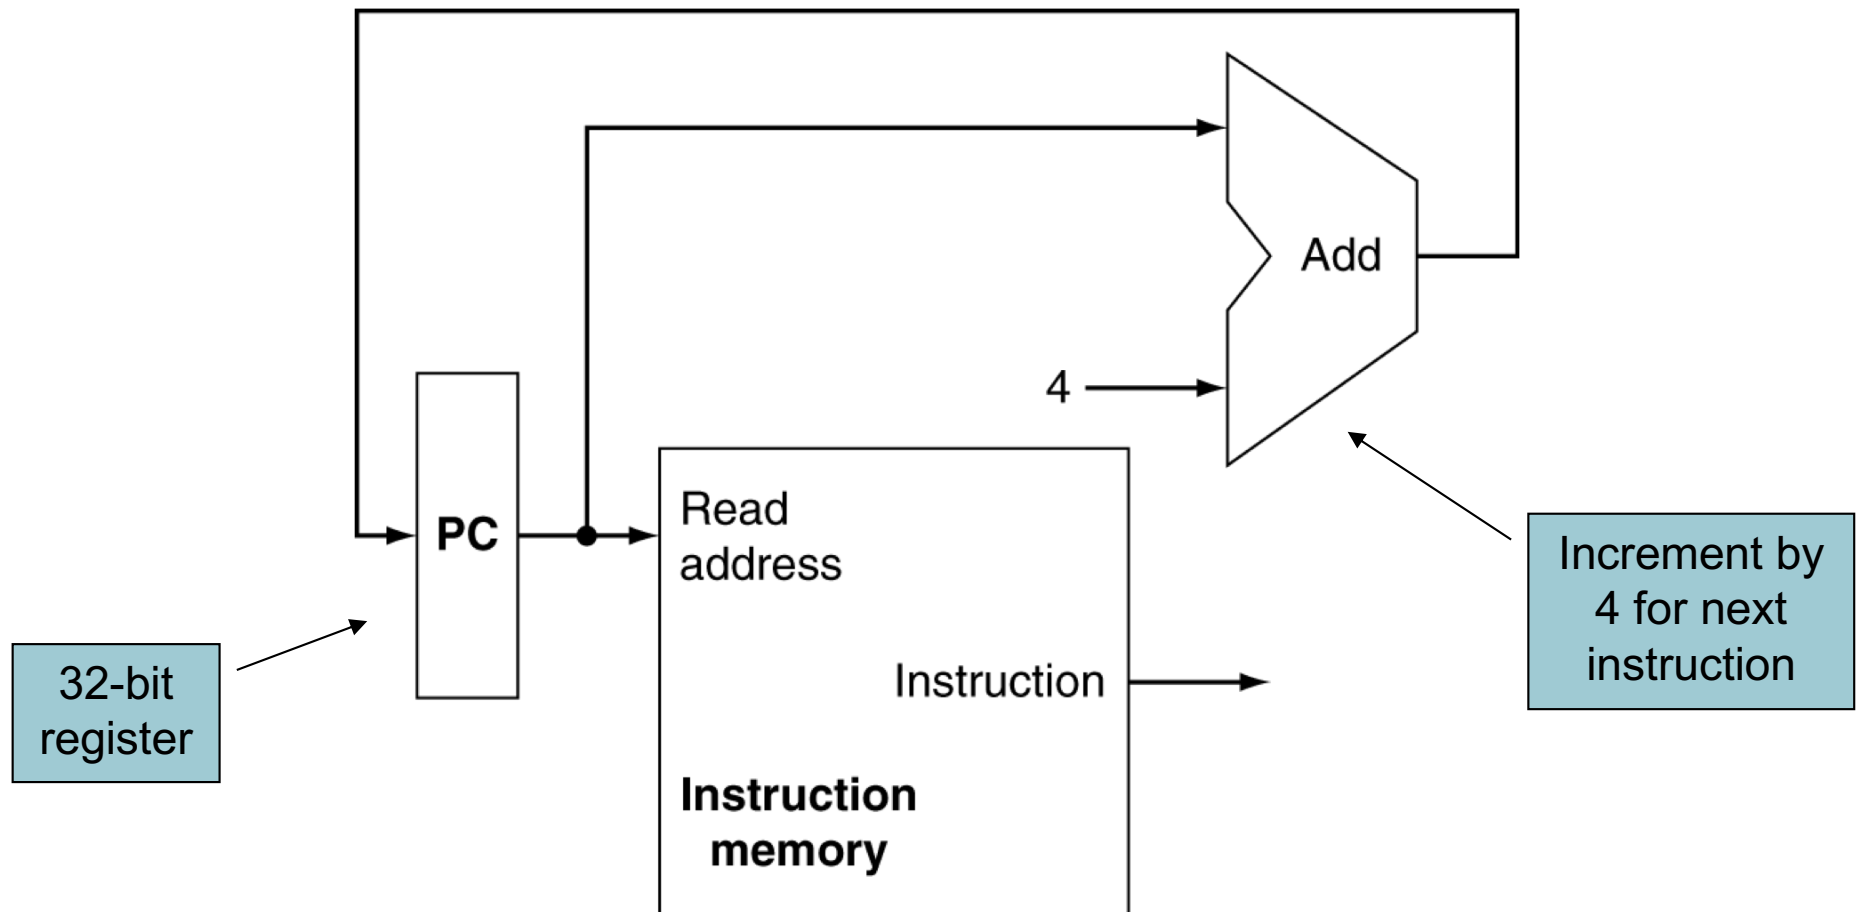 Add
4
PC
Read
address
Increment by
4 for next
instruction
32-bit
register
Instruction
Instruction
memory